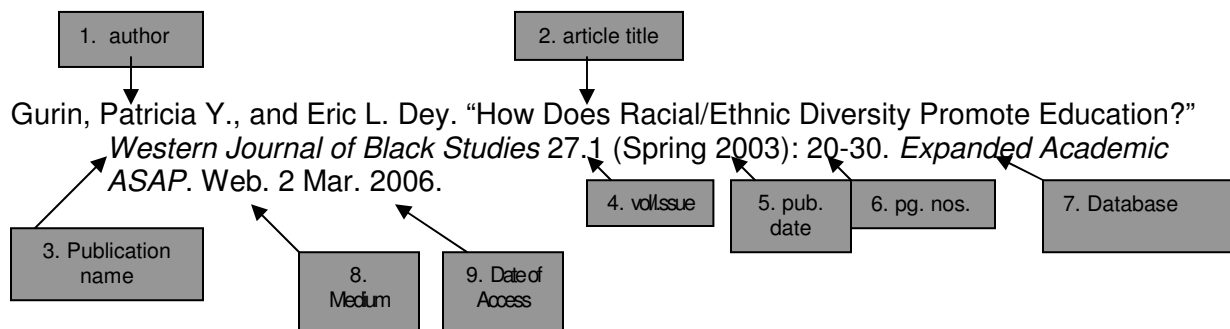 1. author
2. article title
Gurin, Patricia Y., and Eric L. Dey. “How Does Racial/Ethnic Diversity Promote Education?”
Western Journal of Black Studies 27.1 (Spring 2003): 20-30. Expanded Academic
ASAP. Web. 2 Mar. 2006.
4. vol/issue
5. pub.
date
6. pg. nos.
7. Database
3. Publication
name
8.
Medium
9. Date of
Access